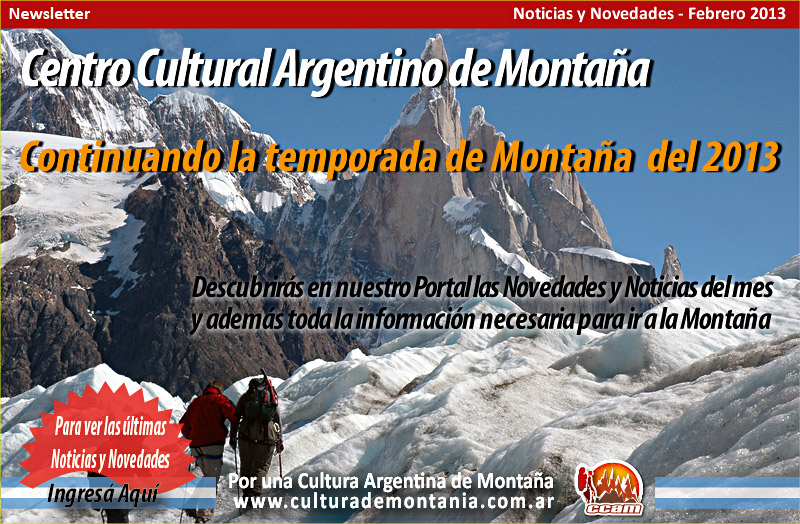 Newsletter
Noticias y Novedades - Febrero 2013
Centro Cultural Argentino de Montaña
Continuando la temporada de Montaña del 2013
Descubrirás en nuestro Portal las Novedades y Noticias del mes
y además toda la información necesaria para ir a la Montaña
Para ver las últimas
Noticias y Novedades
Ingresá Aquí
Por una Cultura Argentina de Montaña
www.culturademontania.com.ar
ccam